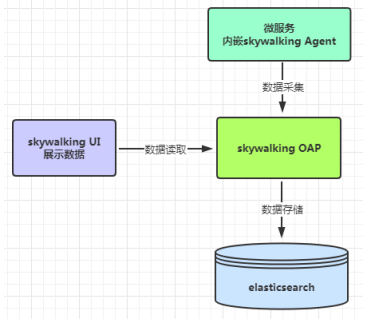 微服务
内嵌skywalking Agent
数据采集
skywalking UI
展示数据
数据读取
skywalking OAP
数据存储
elasticsearch